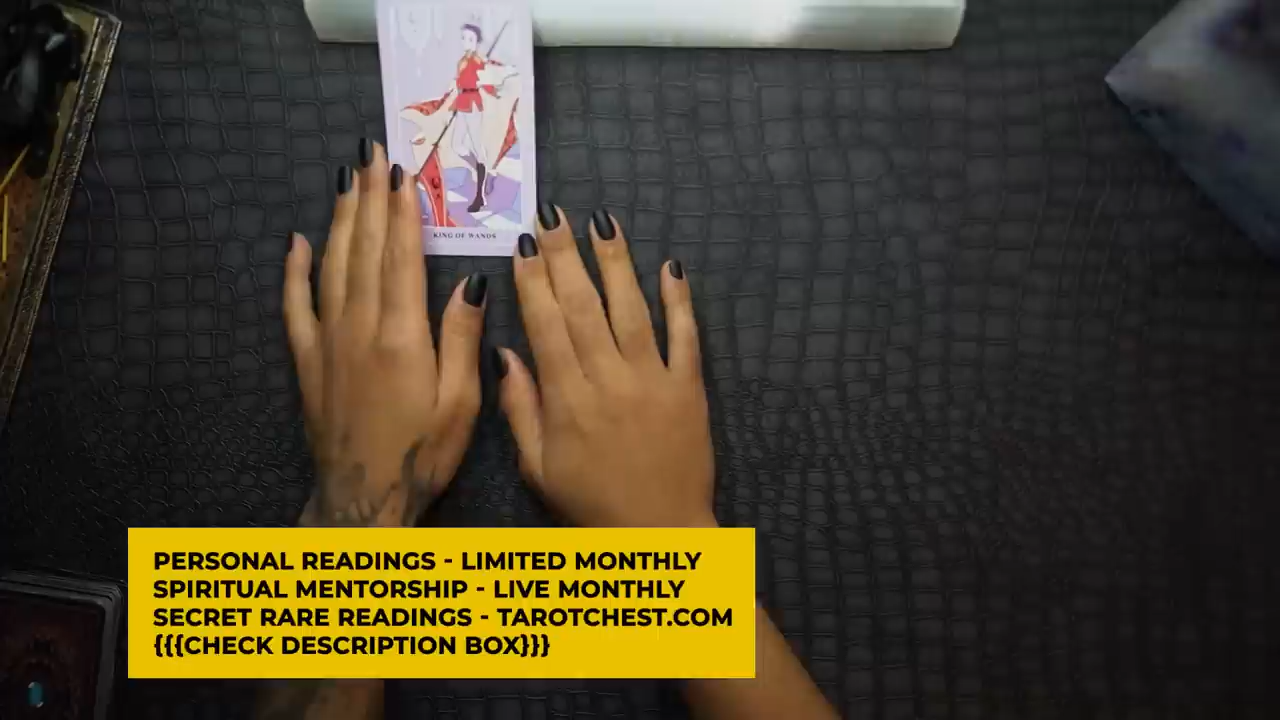 KING OF WANDS
PERSONAL READINGS - LIMITED MONTHLY
SPIRITUAL MENTORSHIP - LIVE MONTHLY
SECRET RARE READINGS - TAROTCHEST.COM
{{{CHECK DESCRIPTION BOX}}}